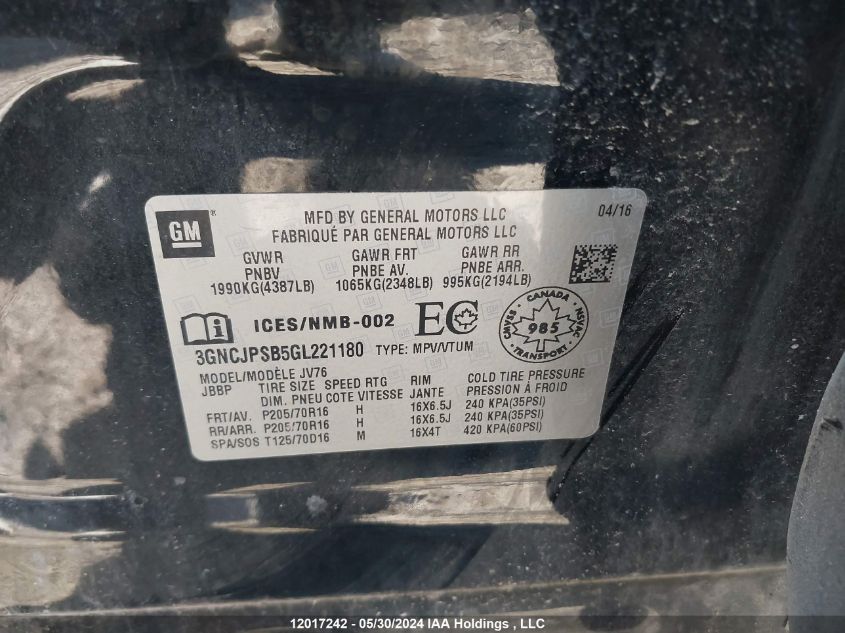 GM ®
MFD BY GENERAL MOTORS LLC 04/16
FABRIQUÉ PAR GENERAL MOTORS LLC
GVWR GAWR FRT GAWR RR
PNBV PNBE AV. PNBE ARR.
1990KG(4387LB) 1065KG(2348LB) 995KG(2194LB)
ICES/NMB-002 EC
CANADA
CMVSS 985 NSVAC
TRANSPORT
3GNCJPSB5GL221180 TYPE: MPV/VTUM
MODEL/MODÈLE JV76
JBBP TIRE SIZE SPEED RTG RIM COLD TIRE PRESSURE
DIM. PNEU COTE VITESSE JANTE PRESSION À FROID
FRT/AV. P205/70R16 H 16X6.5J 240 KPA(35PSI)
RR/ARR. P205/70R16 H 16X6.5J 240 KPA(35PSI)
SPA/SOS T125/70D16 M 16X4T 420 KPA(60PSI)
12017242 - 05/30/2024 IAA Holdings , LLC